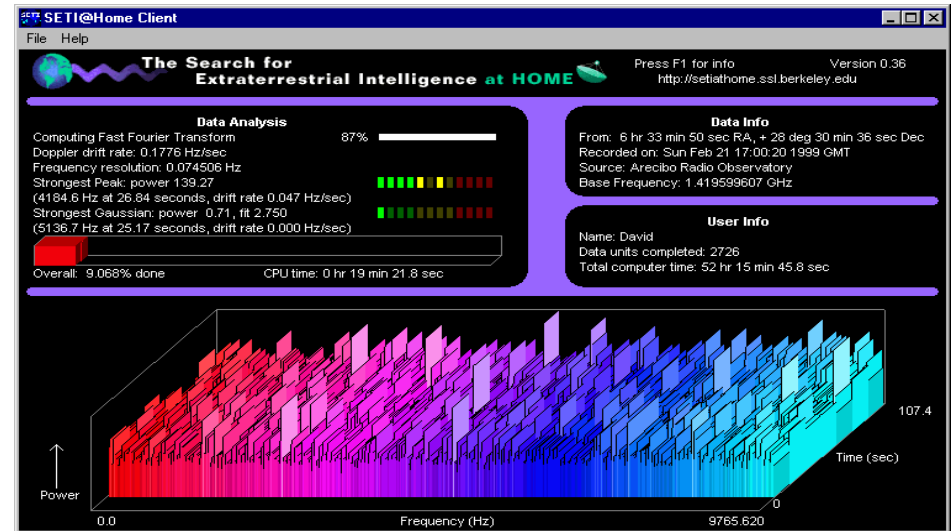 SETI@Home Client
File Help
The Search for
Extraterrestrial Intelligence at HOME
Press F1 for info Version 0.36
http://setiathome.ssl.berkeley.edu
Data Analysis
Computing Fast Fourier Transform 87%
Doppler drift rate: 0.1776 Hz/sec
Frequency resolution: 0.074506 Hz
Strongest Peak: power 139.27
(4184.6 Hz at 26.84 seconds, drift rate 0.047 Hz/sec)
Strongest Gaussian: power 0.71, fit 2.750
(5136.7 Hz at 25.17 seconds, drift rate 0.000 Hz/sec)
Overall: 9.068% done CPU time: 0 hr 19 min 21.8 sec
Data Info
From: 6 hr 33 min 50 sec RA, + 28 deg 30 min 36 sec Dec
Recorded on: Sun Feb 21 17:00:20 1999 GMT
Source: Arecibo Radio Observatory
Base Frequency: 1.419599607 GHz
User Info
Name: David
Data units completed: 2726
Total computer time: 52 hr 15 min 45.8 sec
107.4
Time (sec)
0
Power
0.0 Frequency (Hz) 9765.620